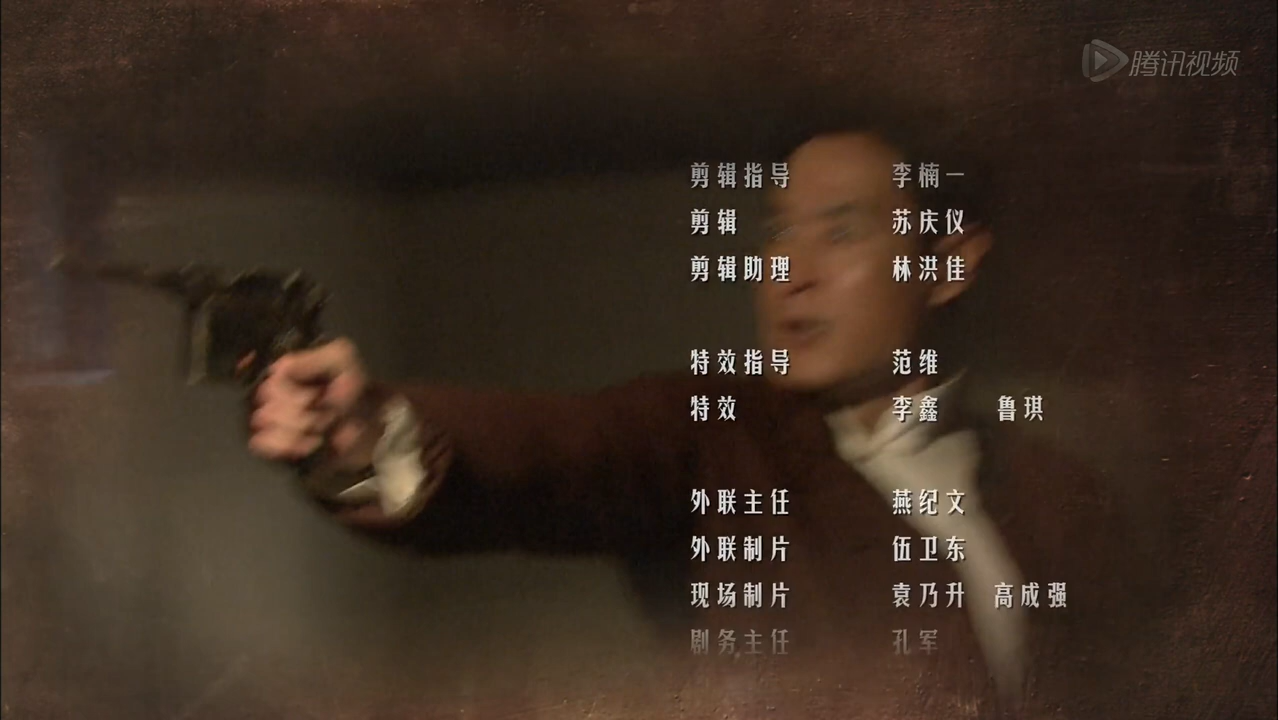 腾讯视频
剪辑指导 李楠一
剪辑 苏庆仪
剪辑助理 林洪佳
特效指导 范维
特效 李鑫 鲁琪
外联主任 燕纪文
外联制片 伍卫东
现场制片 袁乃升 高成强
剧务主任 孔军